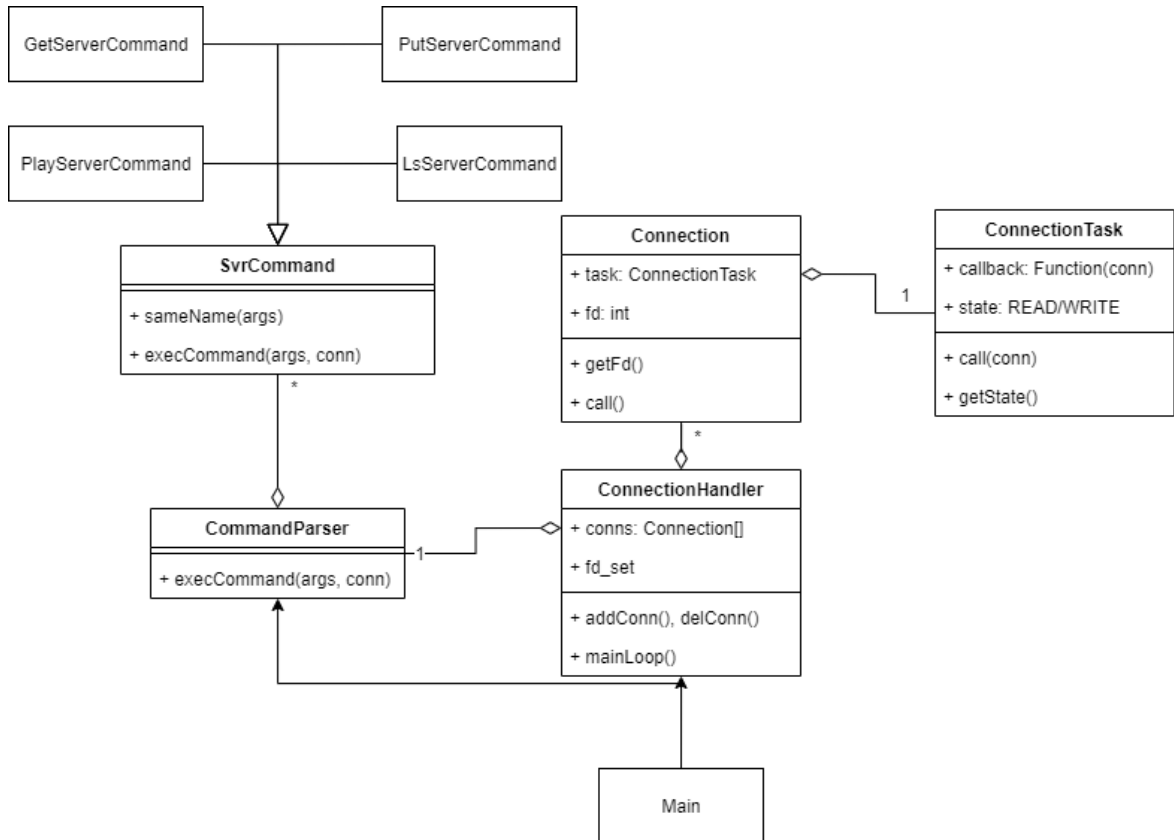 GetServerCommand
PutServerCommand
PlayServerCommand
LsServerCommand
SvrCommand
+ sameName(args)
+ execCommand(args, conn)
*
Connection
+ task: ConnectionTask
+ fd: int
+ getFd()
+ call()
*
1
ConnectionTask
+ callback: Function(conn)
+ state: READ/WRITE
+ call(conn)
+ getState()
CommandParser
+ execCommand(args, conn)
1
ConnectionHandler
+ conns: Connection[]
+ fd_set
+ addConn(), delConn()
+ mainLoop()
Main